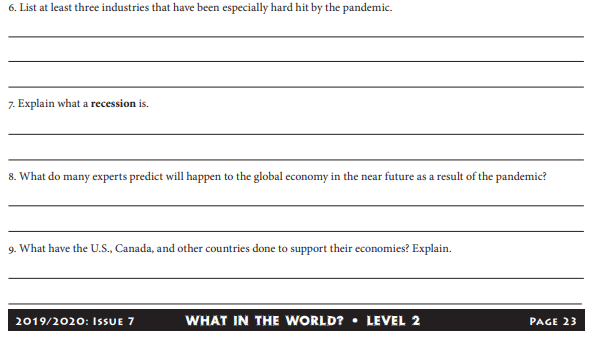 6. List at least three industries that have been especially hard hit by the pandemic.
7. Explain what a recession is.
8. What do many experts predict will happen to the global economy in the near future as a result of the pandemic?
9. What have the U.S., Canada, and other countries done to support their economies? Explain.
2019/2020: ISSUE 7 WHAT IN THE WORLD? • LEVEL 2 PAGE 23